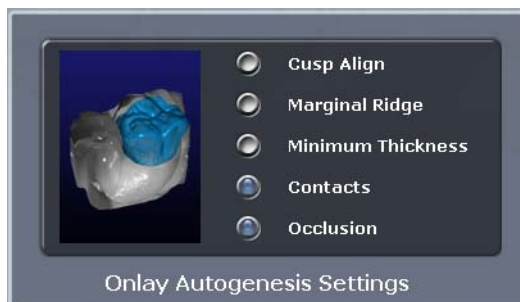 Cusp Align
Marginal Ridge
Minimum Thickness
Contacts
Occlusion
Onlay Autogenesis Settings